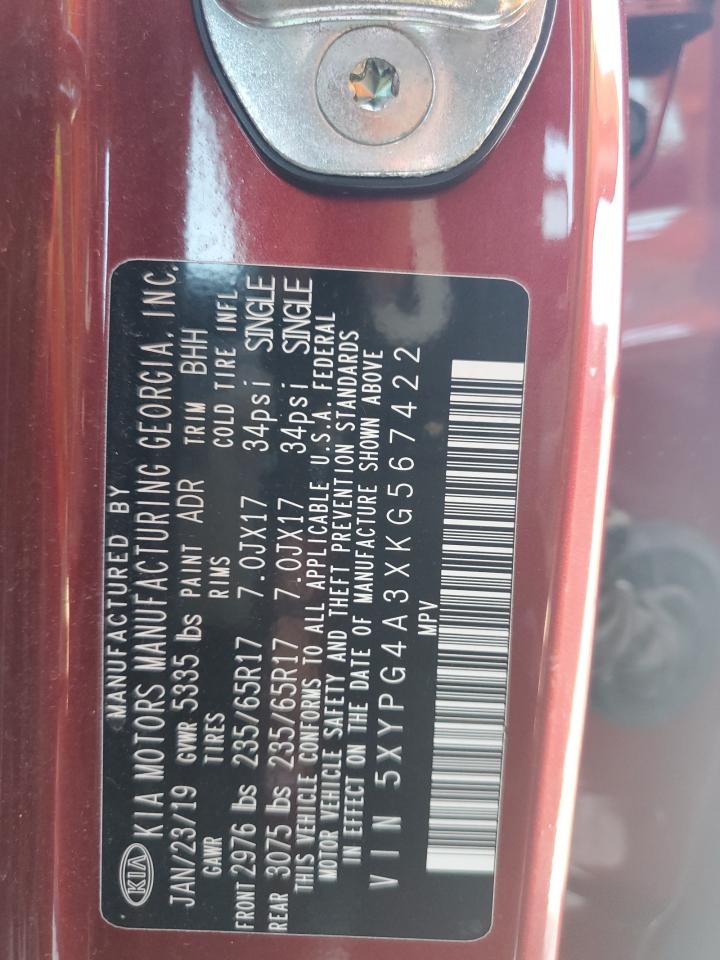 MANUFACTURED BY
KIA KIA MOTORS MANUFACTURING GEORGIA, INC.
JAN/23/19 GVWR 5335 lbs PAINT ADR TRIM BHH
GAWR TIRES RIMS COLD TIRE INFL
FRONT 2976 lbs 235/65R17 7.0JX17 34psi SINGLE
REAR 3075 lbs 235/65R17 7.0JX17 34psi SINGLE
THIS VEHICLE CONFORMS TO ALL APPLICABLE U.S.A. FEDERAL
MOTOR VEHICLE SAFETY AND THEFT PREVENTION STANDARDS
IN EFFECT ON THE DATE OF MANUFACTURE SHOWN ABOVE
VIN 5XYPG4A3XKG567422
MPV